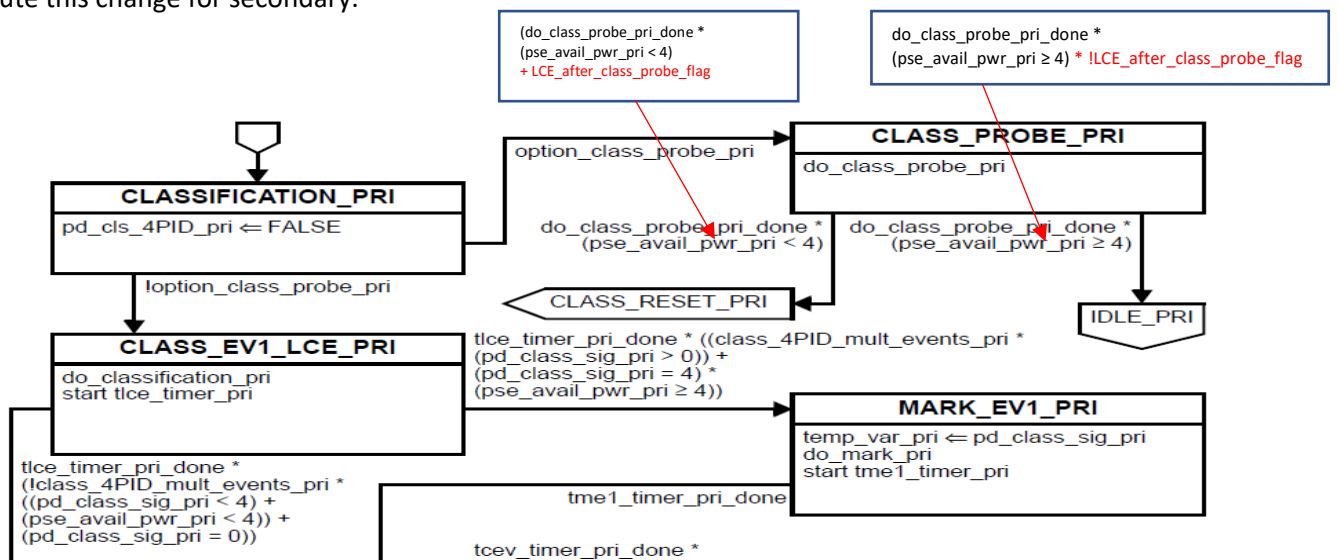 ute this change for secondary.
(do_class_probe_pri_done *
(pse_avail_pwr_pri < 4)
+ LCE_after_class_probe_flag
do_class_probe_pri_done *
(pse_avail_pwr_pri ≥ 4) * !LCE_after_class_probe_flag
CLASSIFICATION_PRI
pd_cls_4PID_pri ⇐ FALSE
option_class_probe_pri
CLASS_PROBE_PRI
do_class_probe_pri
do_class_probe_pri_done *
(pse_avail_pwr_pri < 4)
do_class_probe_pri_done *
(pse_avail_pwr_pri ≥ 4)
!option_class_probe_pri
CLASS_RESET_PRI
IDLE_PRI
CLASS_EV1_LCE_PRI
do_classification_pri
start tlce_timer_pri
tlce_timer_pri_done * ((class_4PID_mult_events_pri *
(pd_class_sig_pri > 0)) +
(pd_class_sig_pri = 4) *
(pse_avail_pwr_pri ≥ 4))
MARK_EV1_PRI
temp_var_pri ⇐ pd_class_sig_pri
do_mark_pri
start tme1_timer_pri
tlce_timer_pri_done *
(!class_4PID_mult_events_pri *
((pd_class_sig_pri < 4) +
(pse_avail_pwr_pri < 4)) +
(pd_class_sig_pri = 0))
tme1_timer_pri_done
tcev_timer_pri_done *